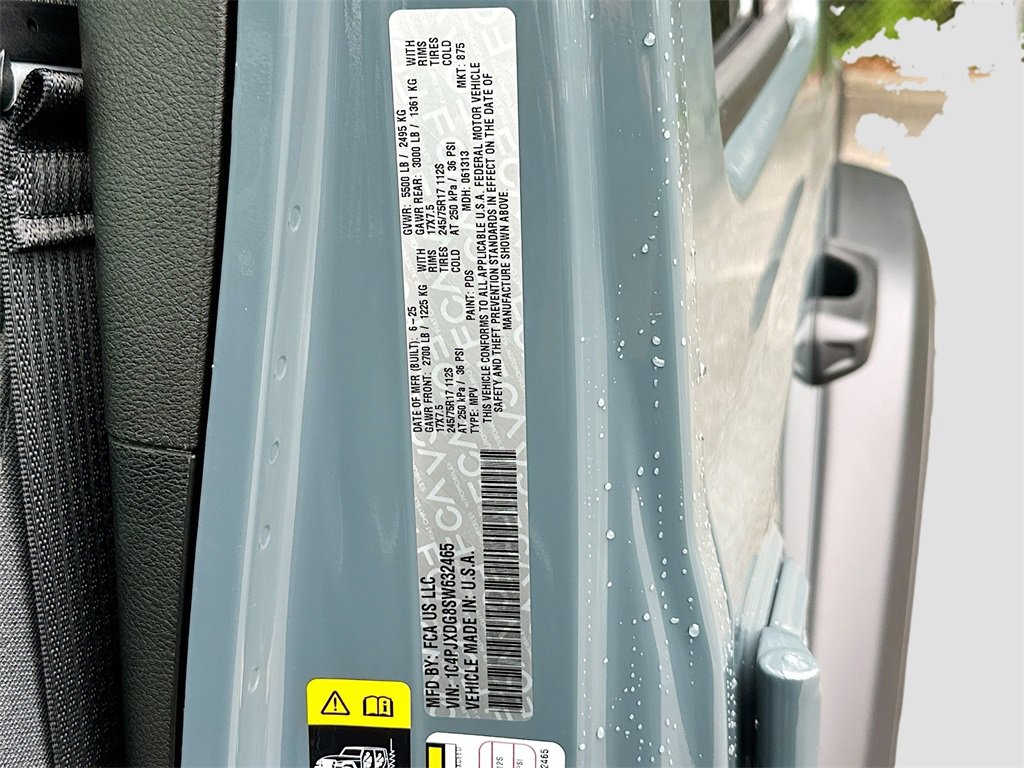 MFD BY: FCA US LLC
VIN: 1C4PJXDG8SW632465
VEHICLE MADE IN: U.S.A.
DATE OF MFR (BUILT): 6-25 GVWR: 5500 LB / 2495 KG
GAWR FRONT: 2700 LB / 1225 KG WITH GAWR REAR: 3000 LB / 1361 KG WITH
17X7.5 RIMS 17X7.5 RIMS
245/75R17 112S TIRES 245/75R17 112S TIRES
AT 250 kPa / 36 PSI COLD AT 250 kPa / 36 PSI COLD
TYPE: MPV PAINT: PDS MDH: 061313 MKT: 875
THIS VEHICLE CONFORMS TO ALL APPLICABLE U.S.A. FEDERAL MOTOR VEHICLE
SAFETY AND THEFT PREVENTION STANDARDS IN EFFECT ON THE DATE OF
MANUFACTURE SHOWN ABOVE
2465